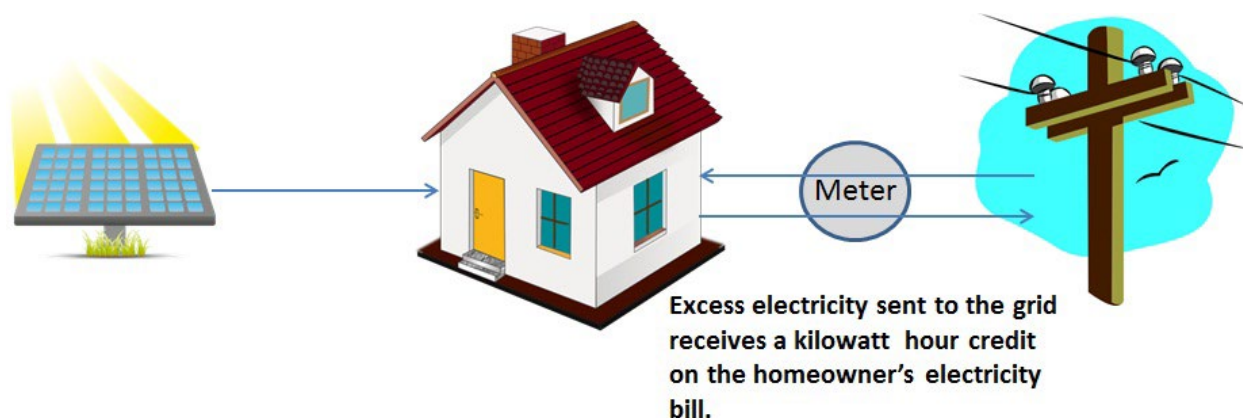 Meter
Excess electricity sent to the grid
receives a kilowatt hour credit
on the homeowner's electricity
bill.